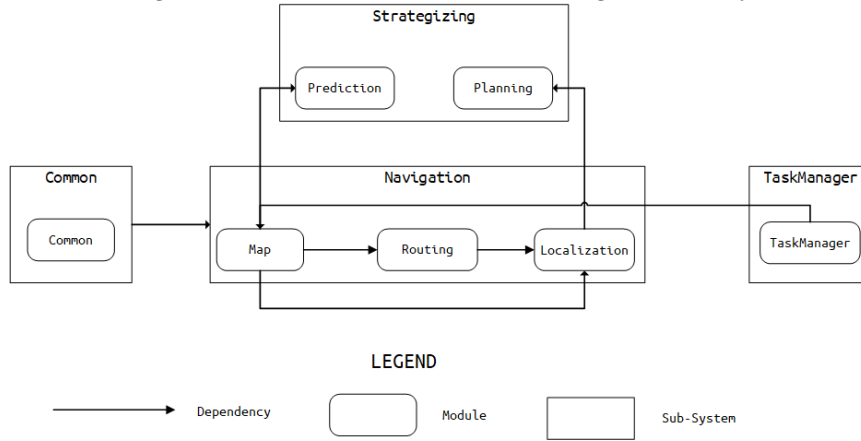 Strategizing
Prediction
Planning
Common
Navigation
TaskManager
Common
Map
Routing
Localization
TaskManager
LEGEND
Dependency
Module
Sub-System